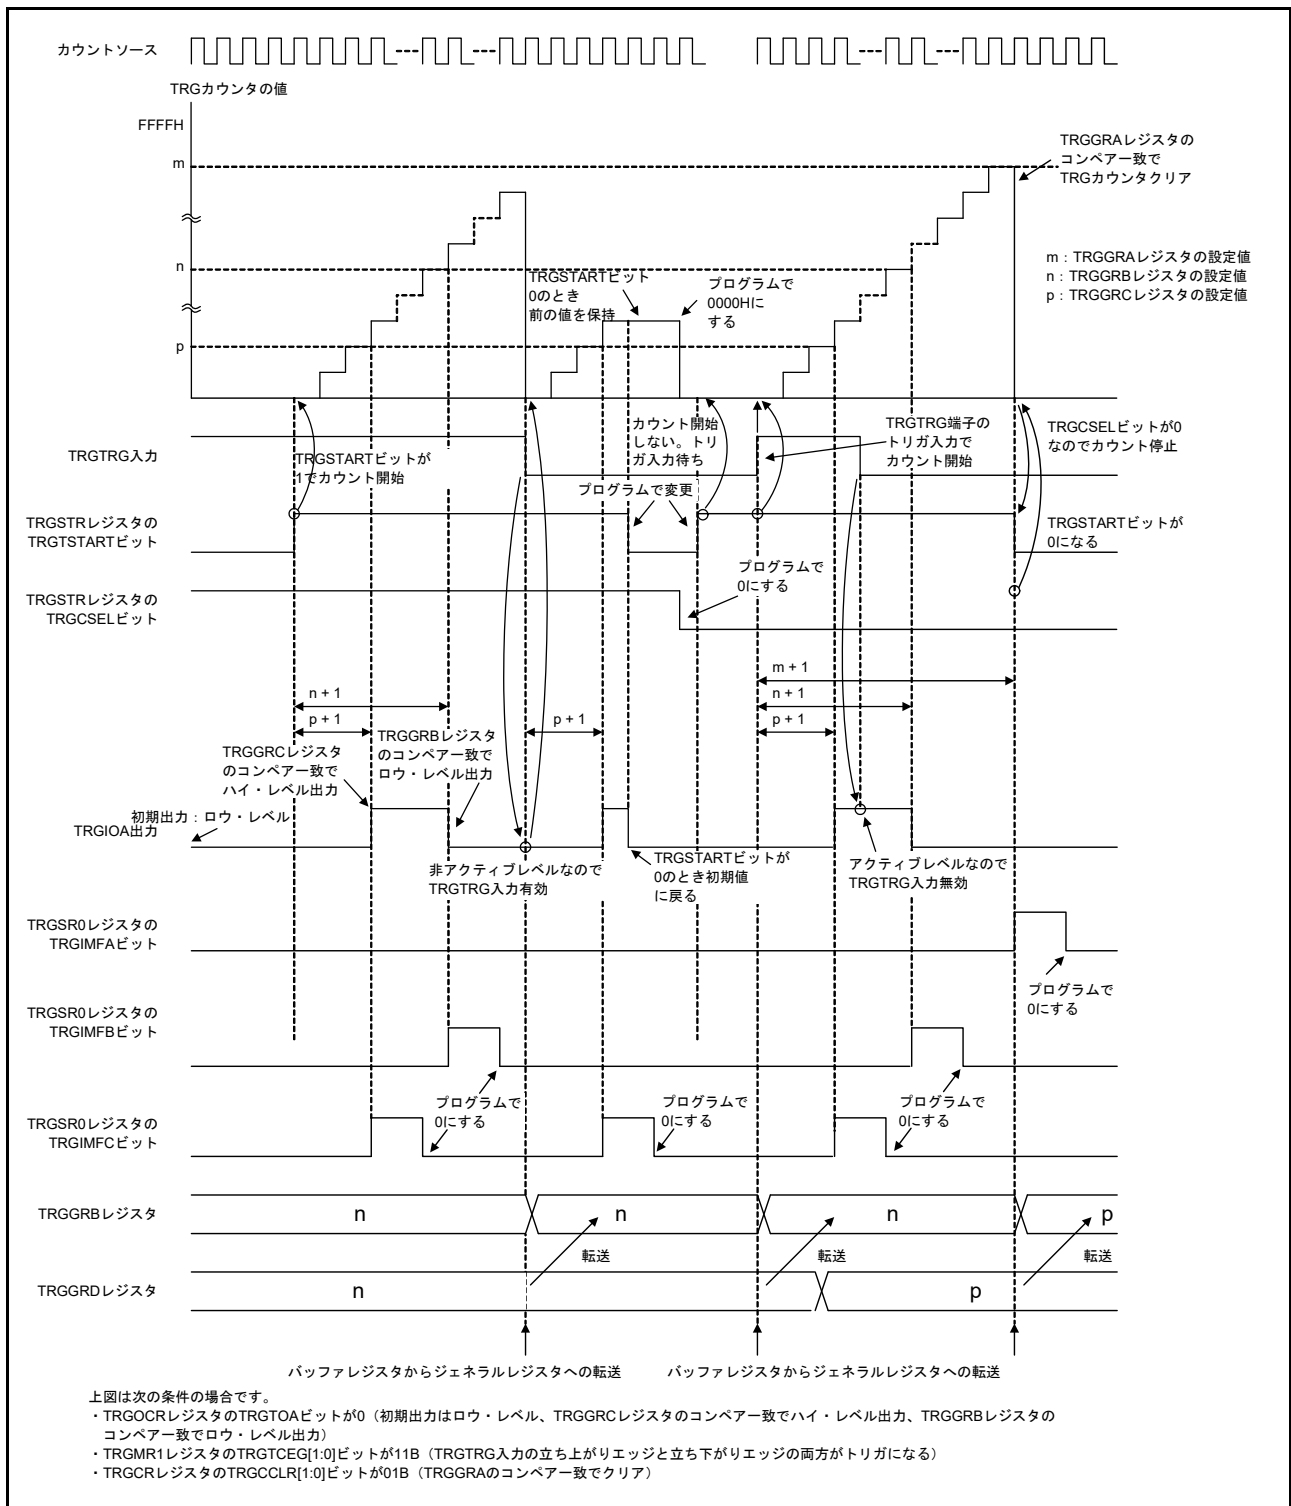 カウントソース
TRGカウンタの値
FFFFH
m
TRGGRAレジスタの
コンペア一致で
TRGカウンタクリア
n
TRGSTARTビット
0のとき
前の値を保持
プログラムで
0000Hに
する
m：TRGGRAレジスタの設定値
n：TRGGRBレジスタの設定値
p：TRGGRCレジスタの設定値
p
TRGTRG入力
TRGSTARTビットが
1でカウント開始
カウント開始
しない。トリ
ガ入力待ち
TRGTRG端子の
トリガ入力で
カウント開始
TRGCSELビットが0
なのでカウント停止
プログラムで変更
TRGSTRレジスタの
TRGTSTARTビット
TRGSTARTビットが
0になる
プログラムで
0にする
TRGSTRレジスタの
TRGCSELビット
m + 1
n + 1
n + 1
p + 1
p + 1
p + 1
TRGGRCレジスタ
のコンペア一致で
ハイ・レベル出力
TRGGRBレジスタ
のコンペア一致で
ロウ・レベル出力
初期出力：ロウ・レベル
TRGIOA出力
非アクティブレベルなので
TRGTRG入力有効
TRGSTARTビットが
0のとき初期値
に戻る
アクティブレベルなので
TRGTRG入力無効
TRGSR0レジスタの
TRGIMFAビット
プログラムで
0にする
TRGSR0レジスタの
TRGIMFBビット
プログラムで
0にする
プログラムで
0にする
プログラムで
0にする
TRGSR0レジスタの
TRGIMFCビット
TRGGRBレジスタ
n
n
n
p
転送
転送
転送
TRGGRDレジスタ
n
p
バッファレジスタからジェネラルレジスタへの転送
バッファレジスタからジェネラルレジスタへの転送
上図は次の条件の場合です。
・TRGOCRレジスタのTRGTOAビットが0（初期出力はロウ・レベル、TRGGRCレジスタのコンペア一致でハイ・レベル出力、TRGGRBレジスタの
コンペア一致でロウ・レベル出力）
・TRGMR1レジスタのTRGTCEG[1:0]ビットが11B（TRGTRG入力の立ち上がりエッジと立ち下がりエッジの両方がトリガになる）
・TRGCRレジスタのTRGCCLR[1:0]ビットが01B（TRGGRAのコンペア一致でクリア）